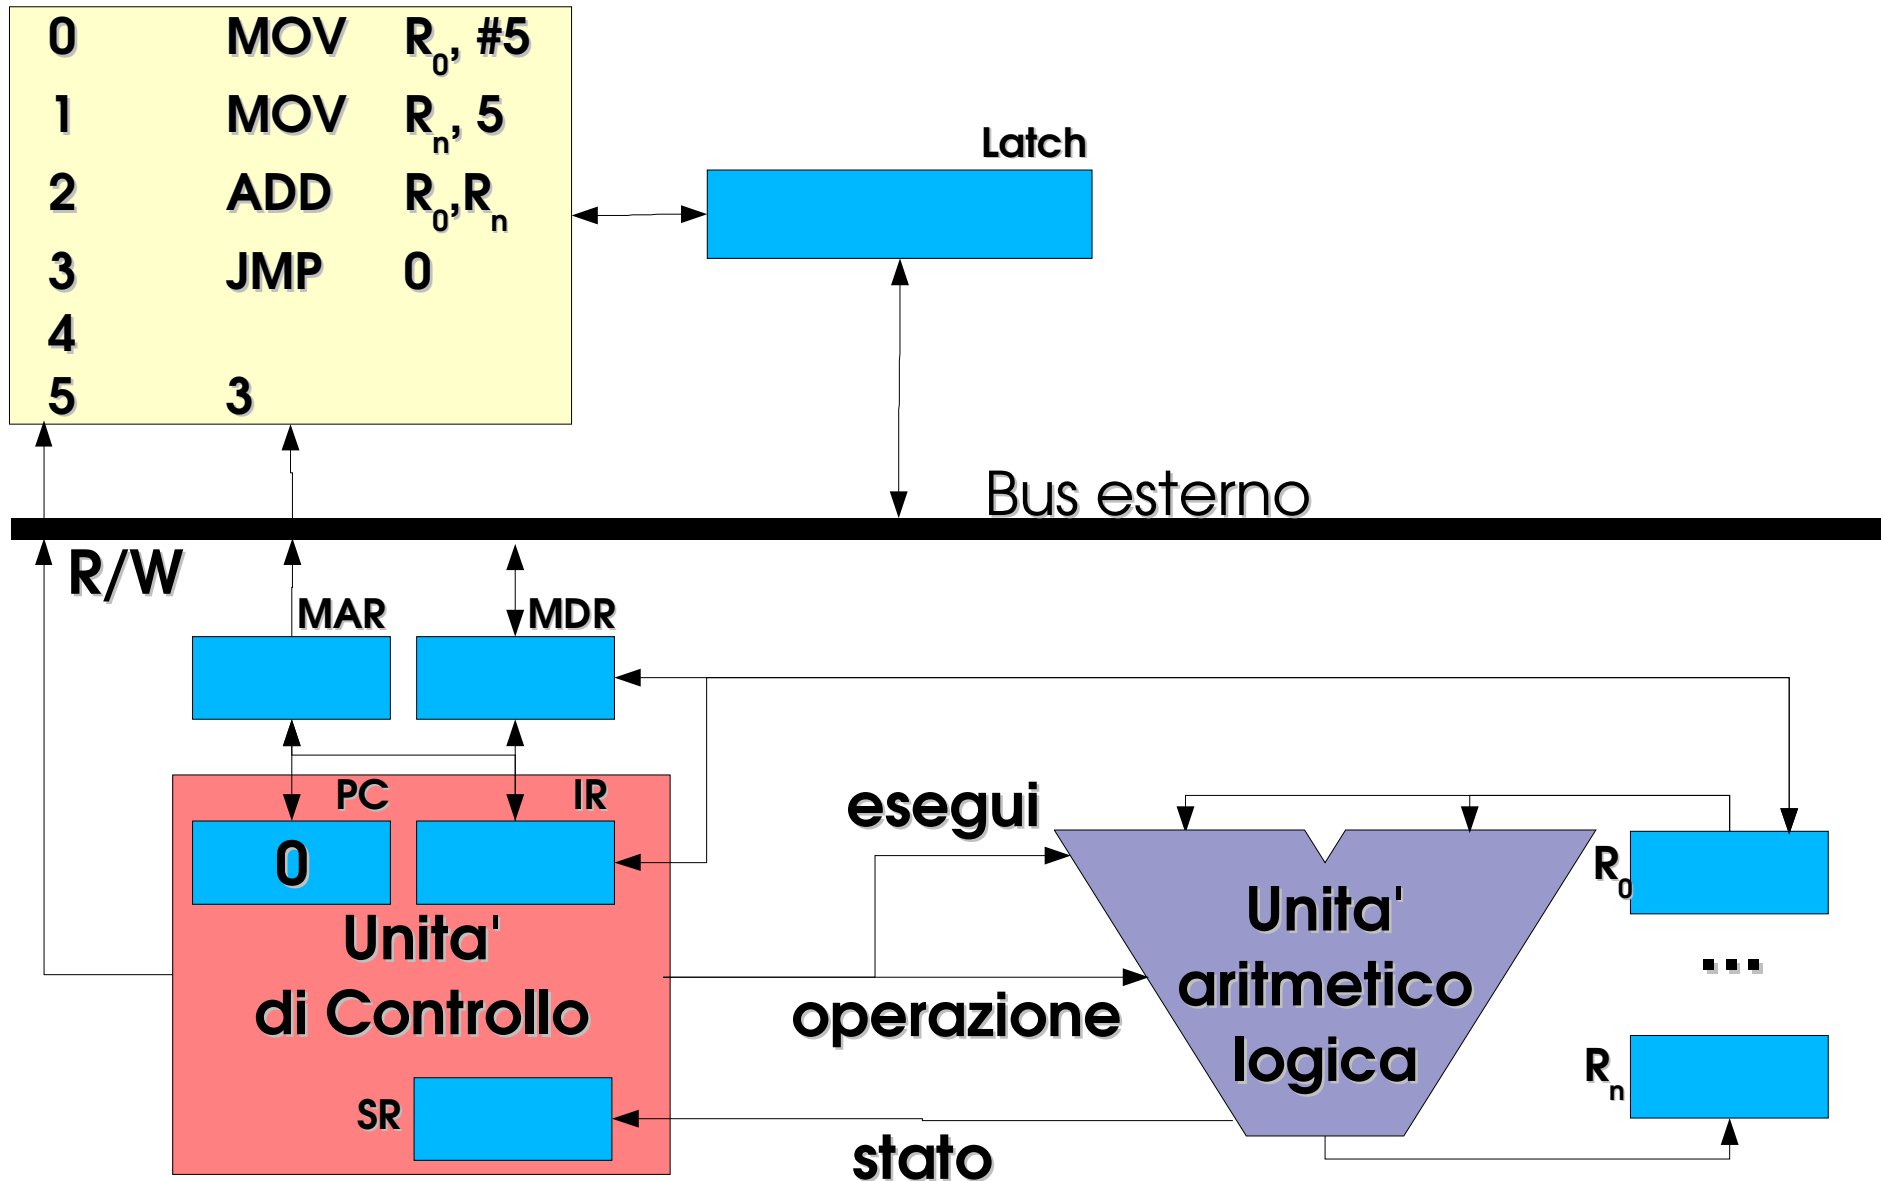 0 MOV R0, #5
1 MOV Rn, 5
2 ADD R0,Rn
3 JMP 0
4
5 3
Latch
Bus esterno
R/W
MAR
MDR
PC
IR
0
Unita'
di Controllo
SR
esegui
operazione
stato
Unita'
aritmetico
logica
R0
...
Rn